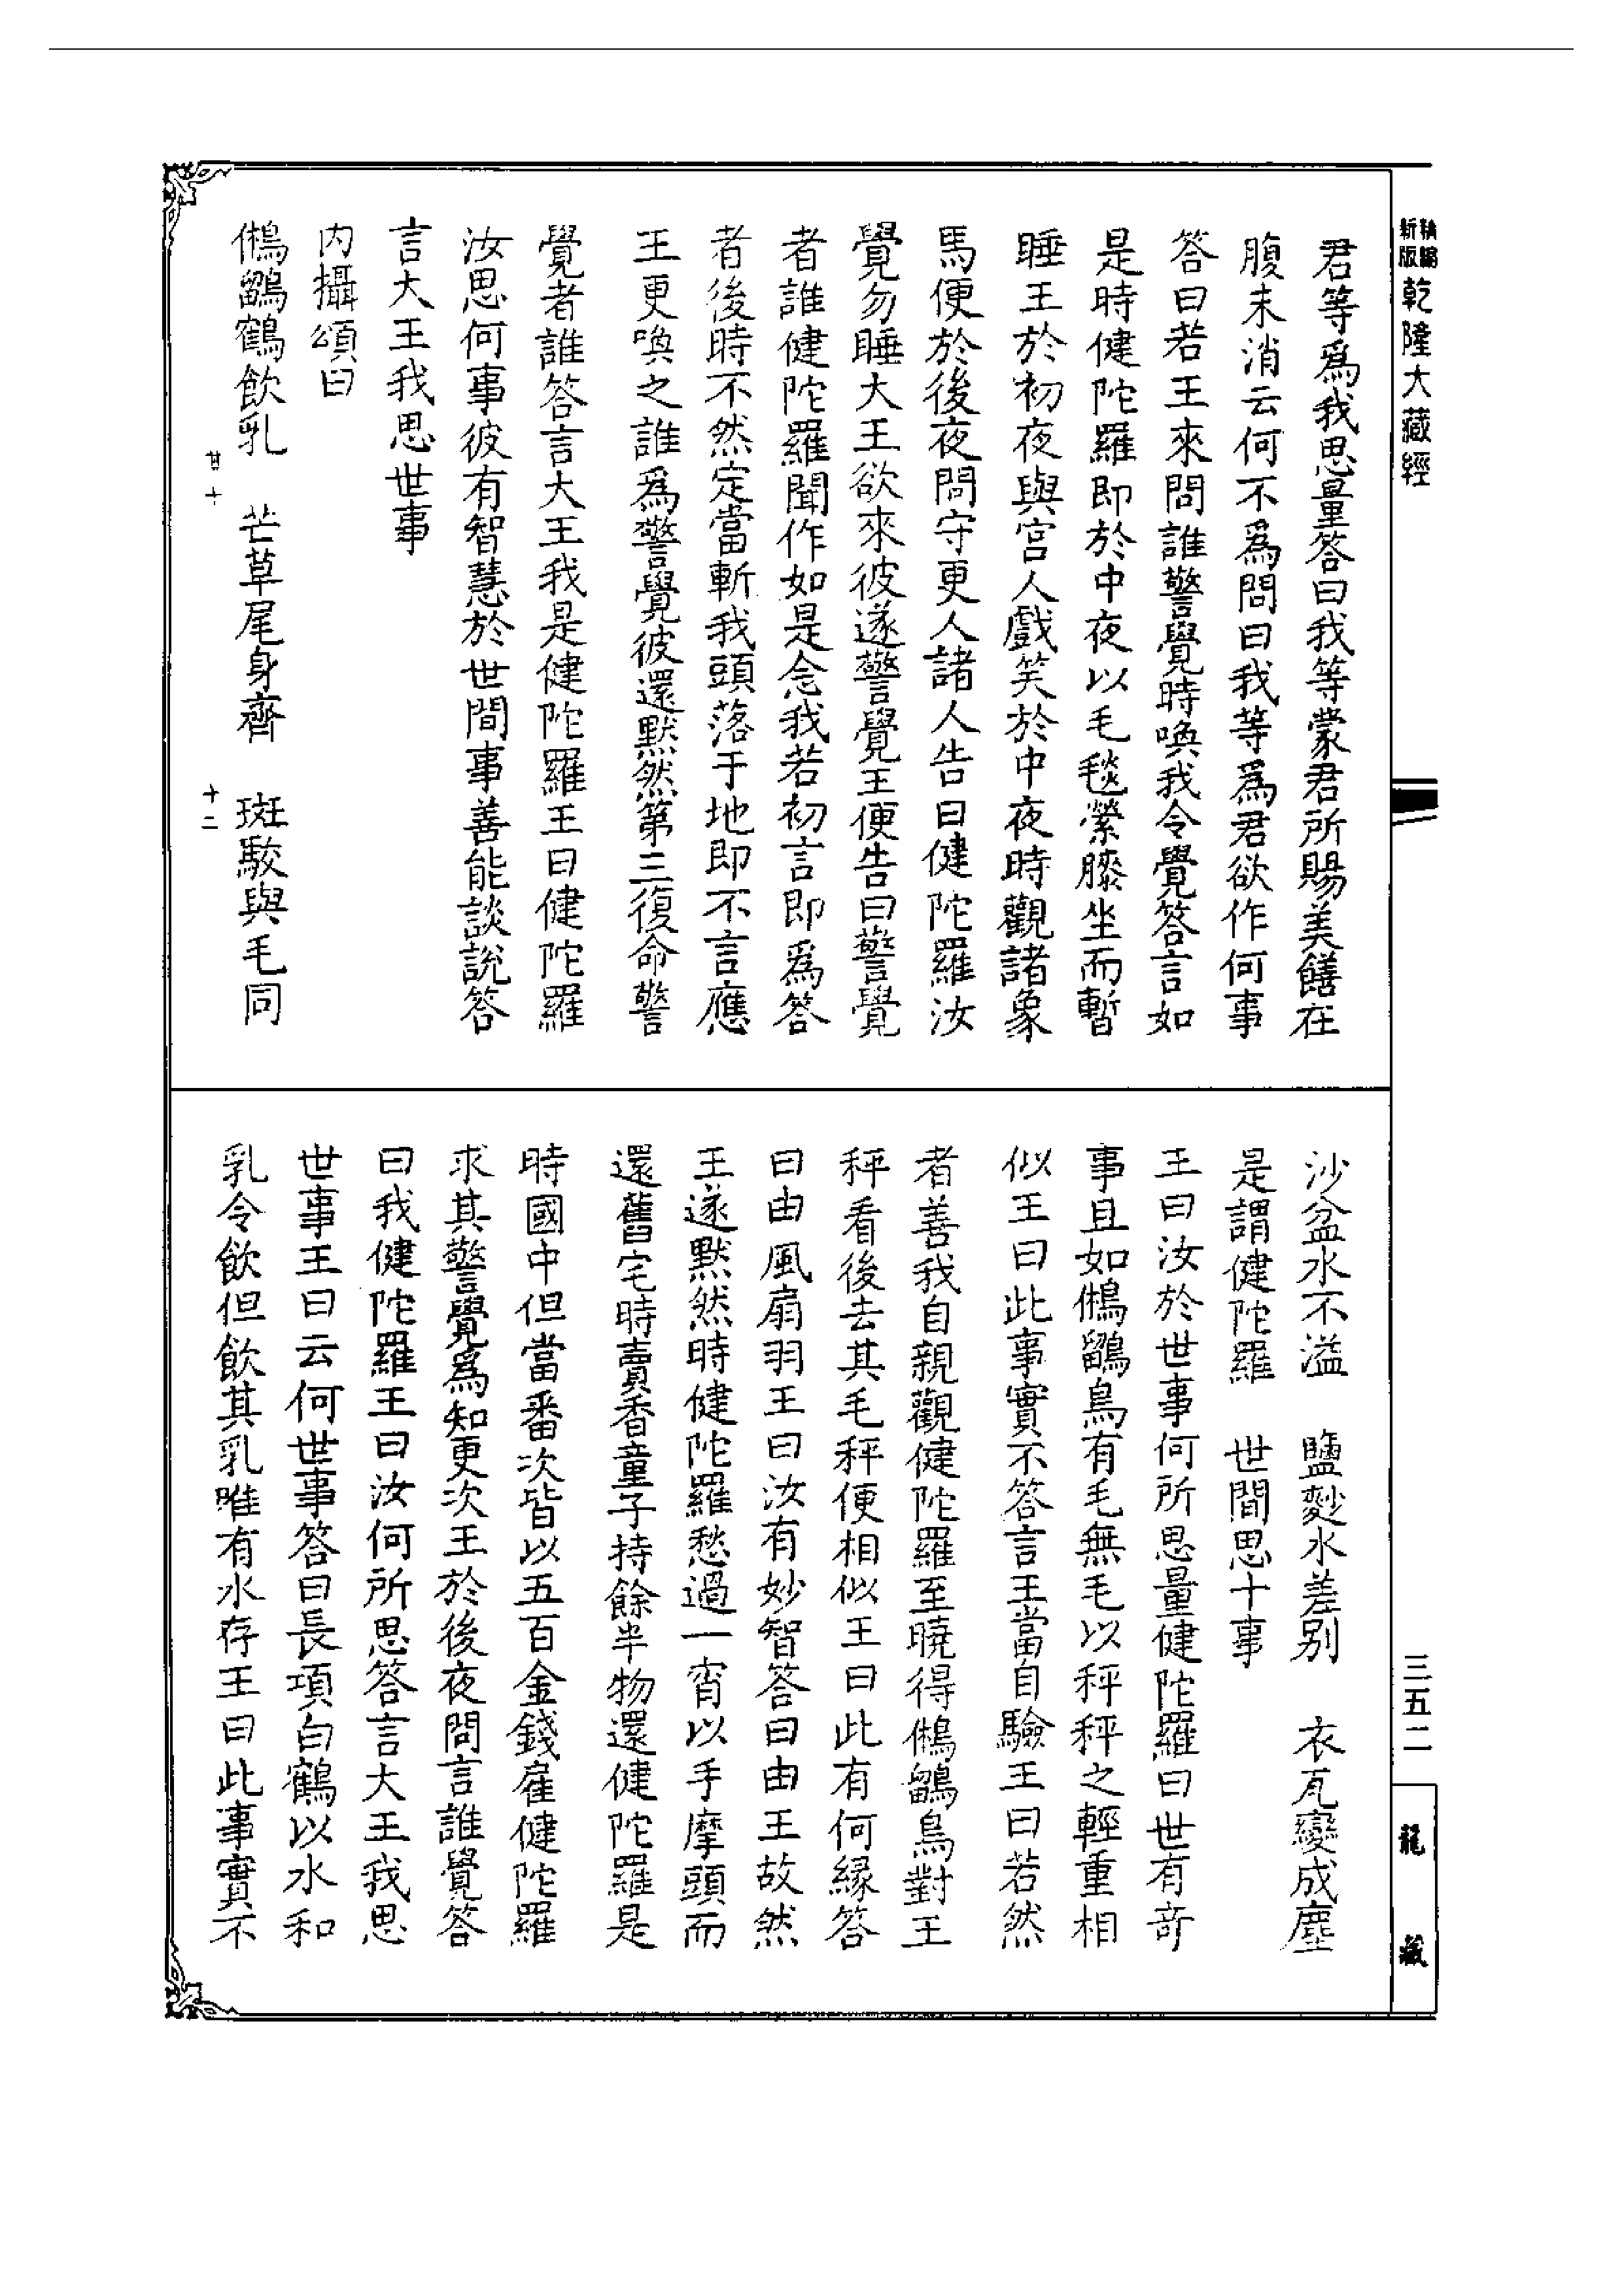 精編
新版
乾隆大藏經
三五二
龍藏
君等爲我思量答曰我等蒙君所賜美饍在
腹未消云何不爲問曰我等爲君欲作何事
答曰若王來問誰警覺時喚我令覺答言如
是時健陀羅即於中夜以毛毯縈膝坐而暫
睡王於初夜與宫人戲笑於中夜時觀諸象
馬便於後夜問守更人諸人告曰健陀羅汝
覺勿睡大王欲來彼遂警覺王便告曰警覺
者誰健陀羅聞作如是念我若初言即爲答
者後時不然定當斬我頭落于地即不言應
王更喚之誰爲警覺彼還默然第三復命警
覺者誰答言大王我是健陀羅王曰健陀羅
汝思何事彼有智慧於世間事善能談説答
言大王我思世事
内攝頌曰
鵂鶹鶴飲乳　芒草尾身齊　斑駮與毛同
甘十
十二
沙盆水不溢　鹽麨水差别　衣瓦變成塵
是謂健陀羅　世間思十事
王曰汝於世事何所思量健陀羅曰世有奇
事且如鵂鶹鳥有毛無毛以秤秤之輕重相
似王曰此事實不答言王當自驗王曰若然
者善我自親觀健陀羅至曉得鵂鶹鳥對王
秤看後去其毛秤便相似王曰此有何緣答
曰由風扇羽王曰汝有妙智答曰由王故然
王遂默然時健陀羅愁過一宵以手摩頭而
還舊宅時賣香童子持餘半物還健陀羅是
時國中但當番次皆以五百金錢雇健陀羅
求其警覺爲知更次王於後夜問言誰覺答
曰我健陀羅王曰汝何所思答言大王我思
世事王曰云何世事答曰長項白鶴以水和
乳令飲但飲其乳唯有水存王曰此事實不